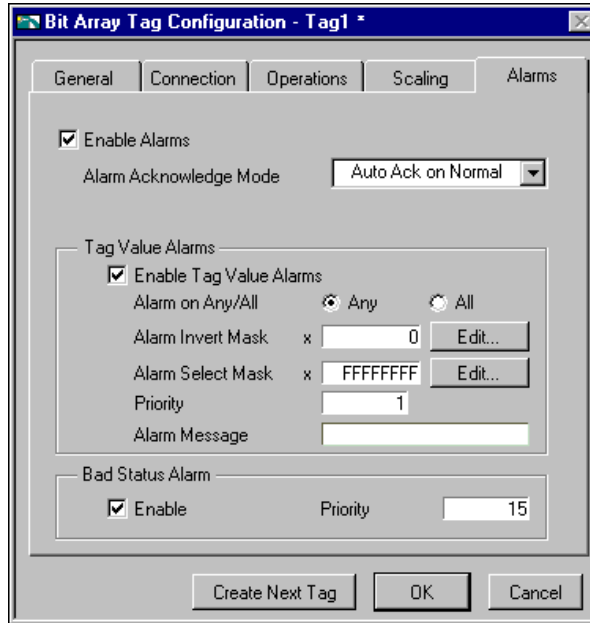 Bit Array Tag Configuration - Tag1 *
General Connection Operations Scaling Alarms
Enable Alarms
Alarm Acknowledge Mode Auto Ack on Normal
Tag Value Alarms
Enable Tag Value Alarms
Alarm on Any/All Any All
Alarm Invert Mask x 0 Edit...
Alarm Select Mask x FFFFFFFF Edit...
Priority 1
Alarm Message
Bad Status Alarm
Enable Priority 15
Create Next Tag OK Cancel